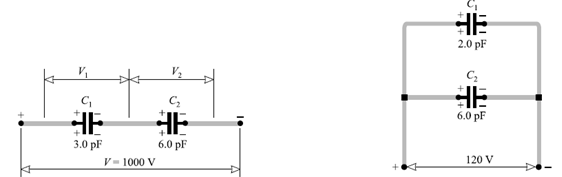 V₁ V₂
C₁ C₂
+ + − + − −
+ − + −
3.0 pF 6.0 pF
V = 1000 V
C₁
+ −
+ −
2.0 pF
C₂
+ −
+ −
6.0 pF
+ 120 V −